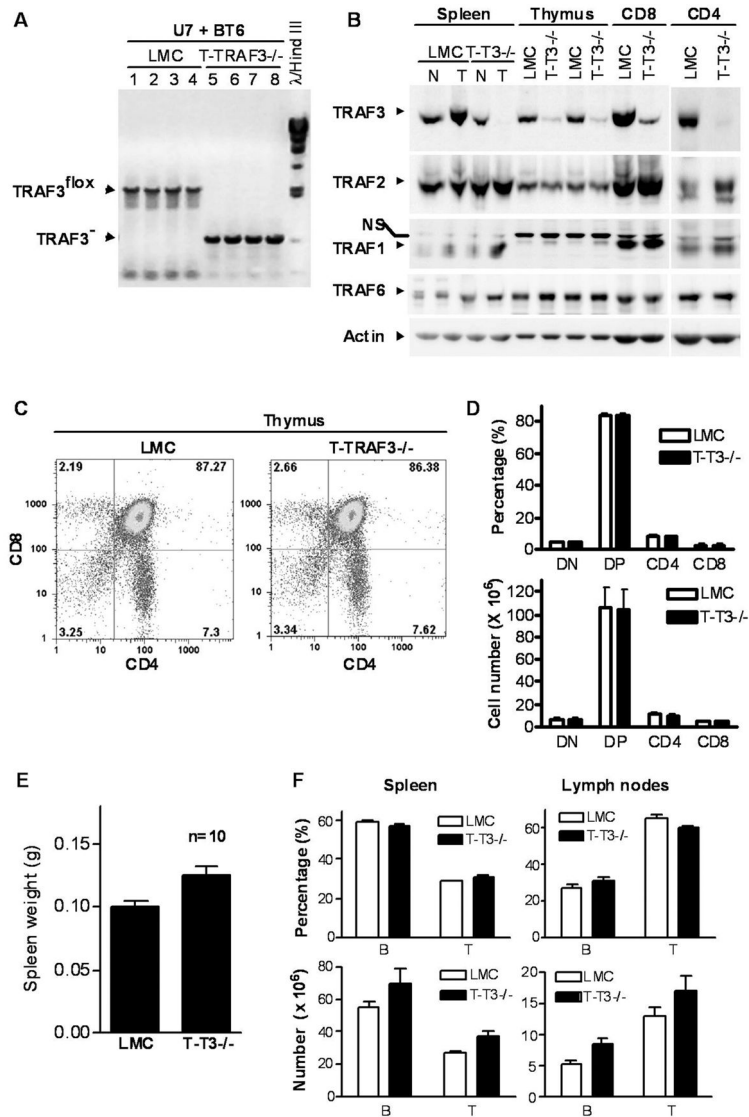 A
U7 + BT6
LMC T-TRAF3-/-
1 2 3 4 5 6 7 8
λ/Hind III
TRAF3flox
TRAF3-
B
Spleen Thymus CD8 CD4
LMC T-T3-/-
N T N T
LMC T-T3-/- LMC T-T3-/- LMC T-T3-/- LMC T-T3-/-
TRAF3
TRAF2
NS
TRAF1
TRAF6
Actin
C
Thymus
LMC T-TRAF3-/-
2.19 87.27
3.25 7.3
2.66 86.38
3.34 7.62
CD8
1000
100
10
1
1 10 100 1000
CD4
1000
100
10
1
1 10 100 1000
CD4
D
Percentage (%)
100
80
60
40
20
0
LMC
T-T3-/-
DN DP CD4 CD8
Cell number (X 10⁶)
120
100
80
60
40
20
0
LMC
T-T3-/-
DN DP CD4 CD8
E
Spleen weight (g)
0.15
0.10
0.05
0.00
n=10
LMC T-T3-/-
F
Spleen Lymph nodes
Percentage (%)
60
40
20
0
LMC
T-T3-/-
B T
60
40
20
0
LMC
T-T3-/-
B T
Number (x 10⁶)
80
60
40
20
0
LMC
T-T3-/-
B T
20
15
10
5
0
LMC
T-T3-/-
B T